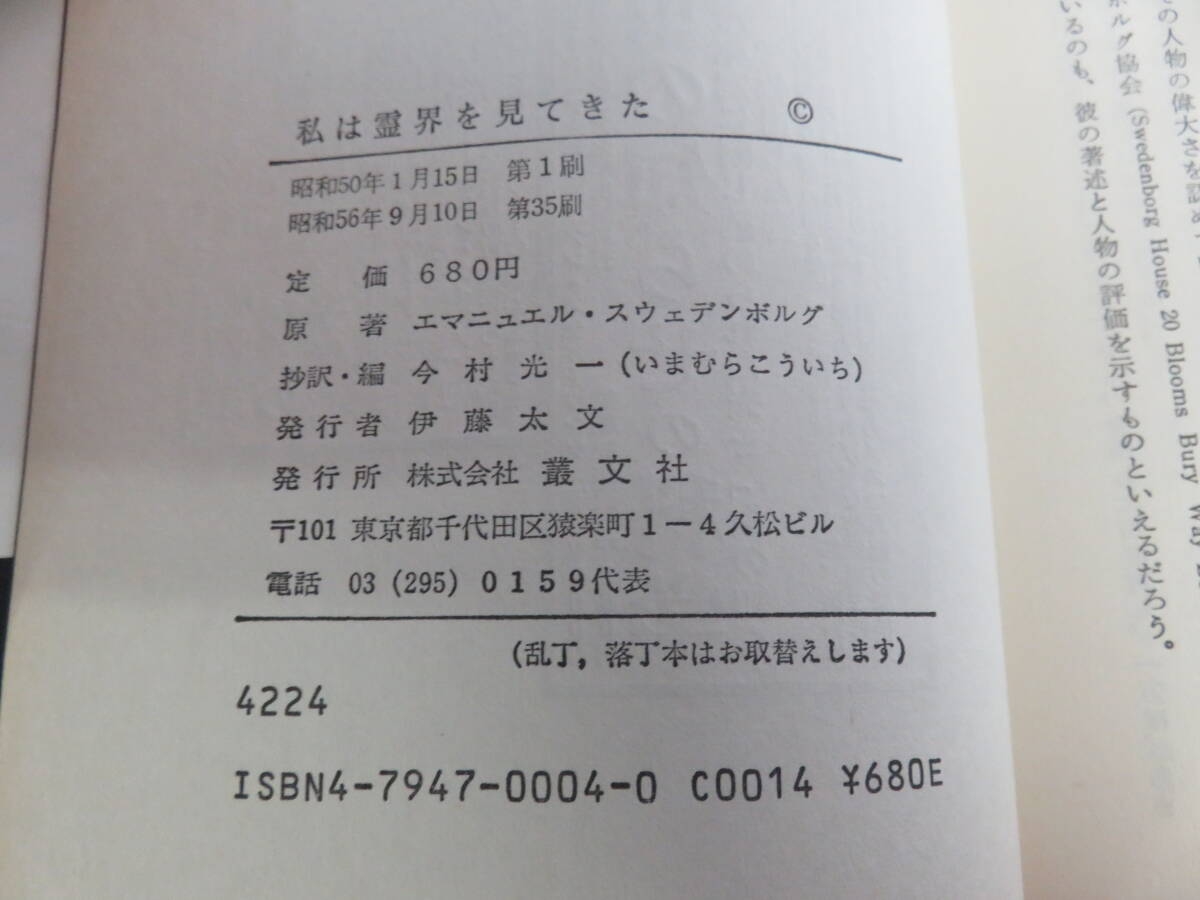 私は霊界を見てきた ©
昭和50年1月15日 第1刷
昭和56年9月10日 第35刷
定 価 680円
原 著 エマニュエル・スウェデンボルグ
抄訳・編 今村光一(いまむらこういち)
発行者 伊藤太文
発行所 株式会社 叢文社
〒101 東京都千代田区猿楽町1-4久松ビル
電話 03 (295) 0159代表
(乱丁,落丁本はお取替えします)
4224
ISBN4-7947-0004-0 C0014 ¥680E
の人物の偉大さを
ルグ協会 (Swedenborg House 20 Blooms Bury Way
いるのも、彼の著述と人物の評価を示すものといえるだろう。